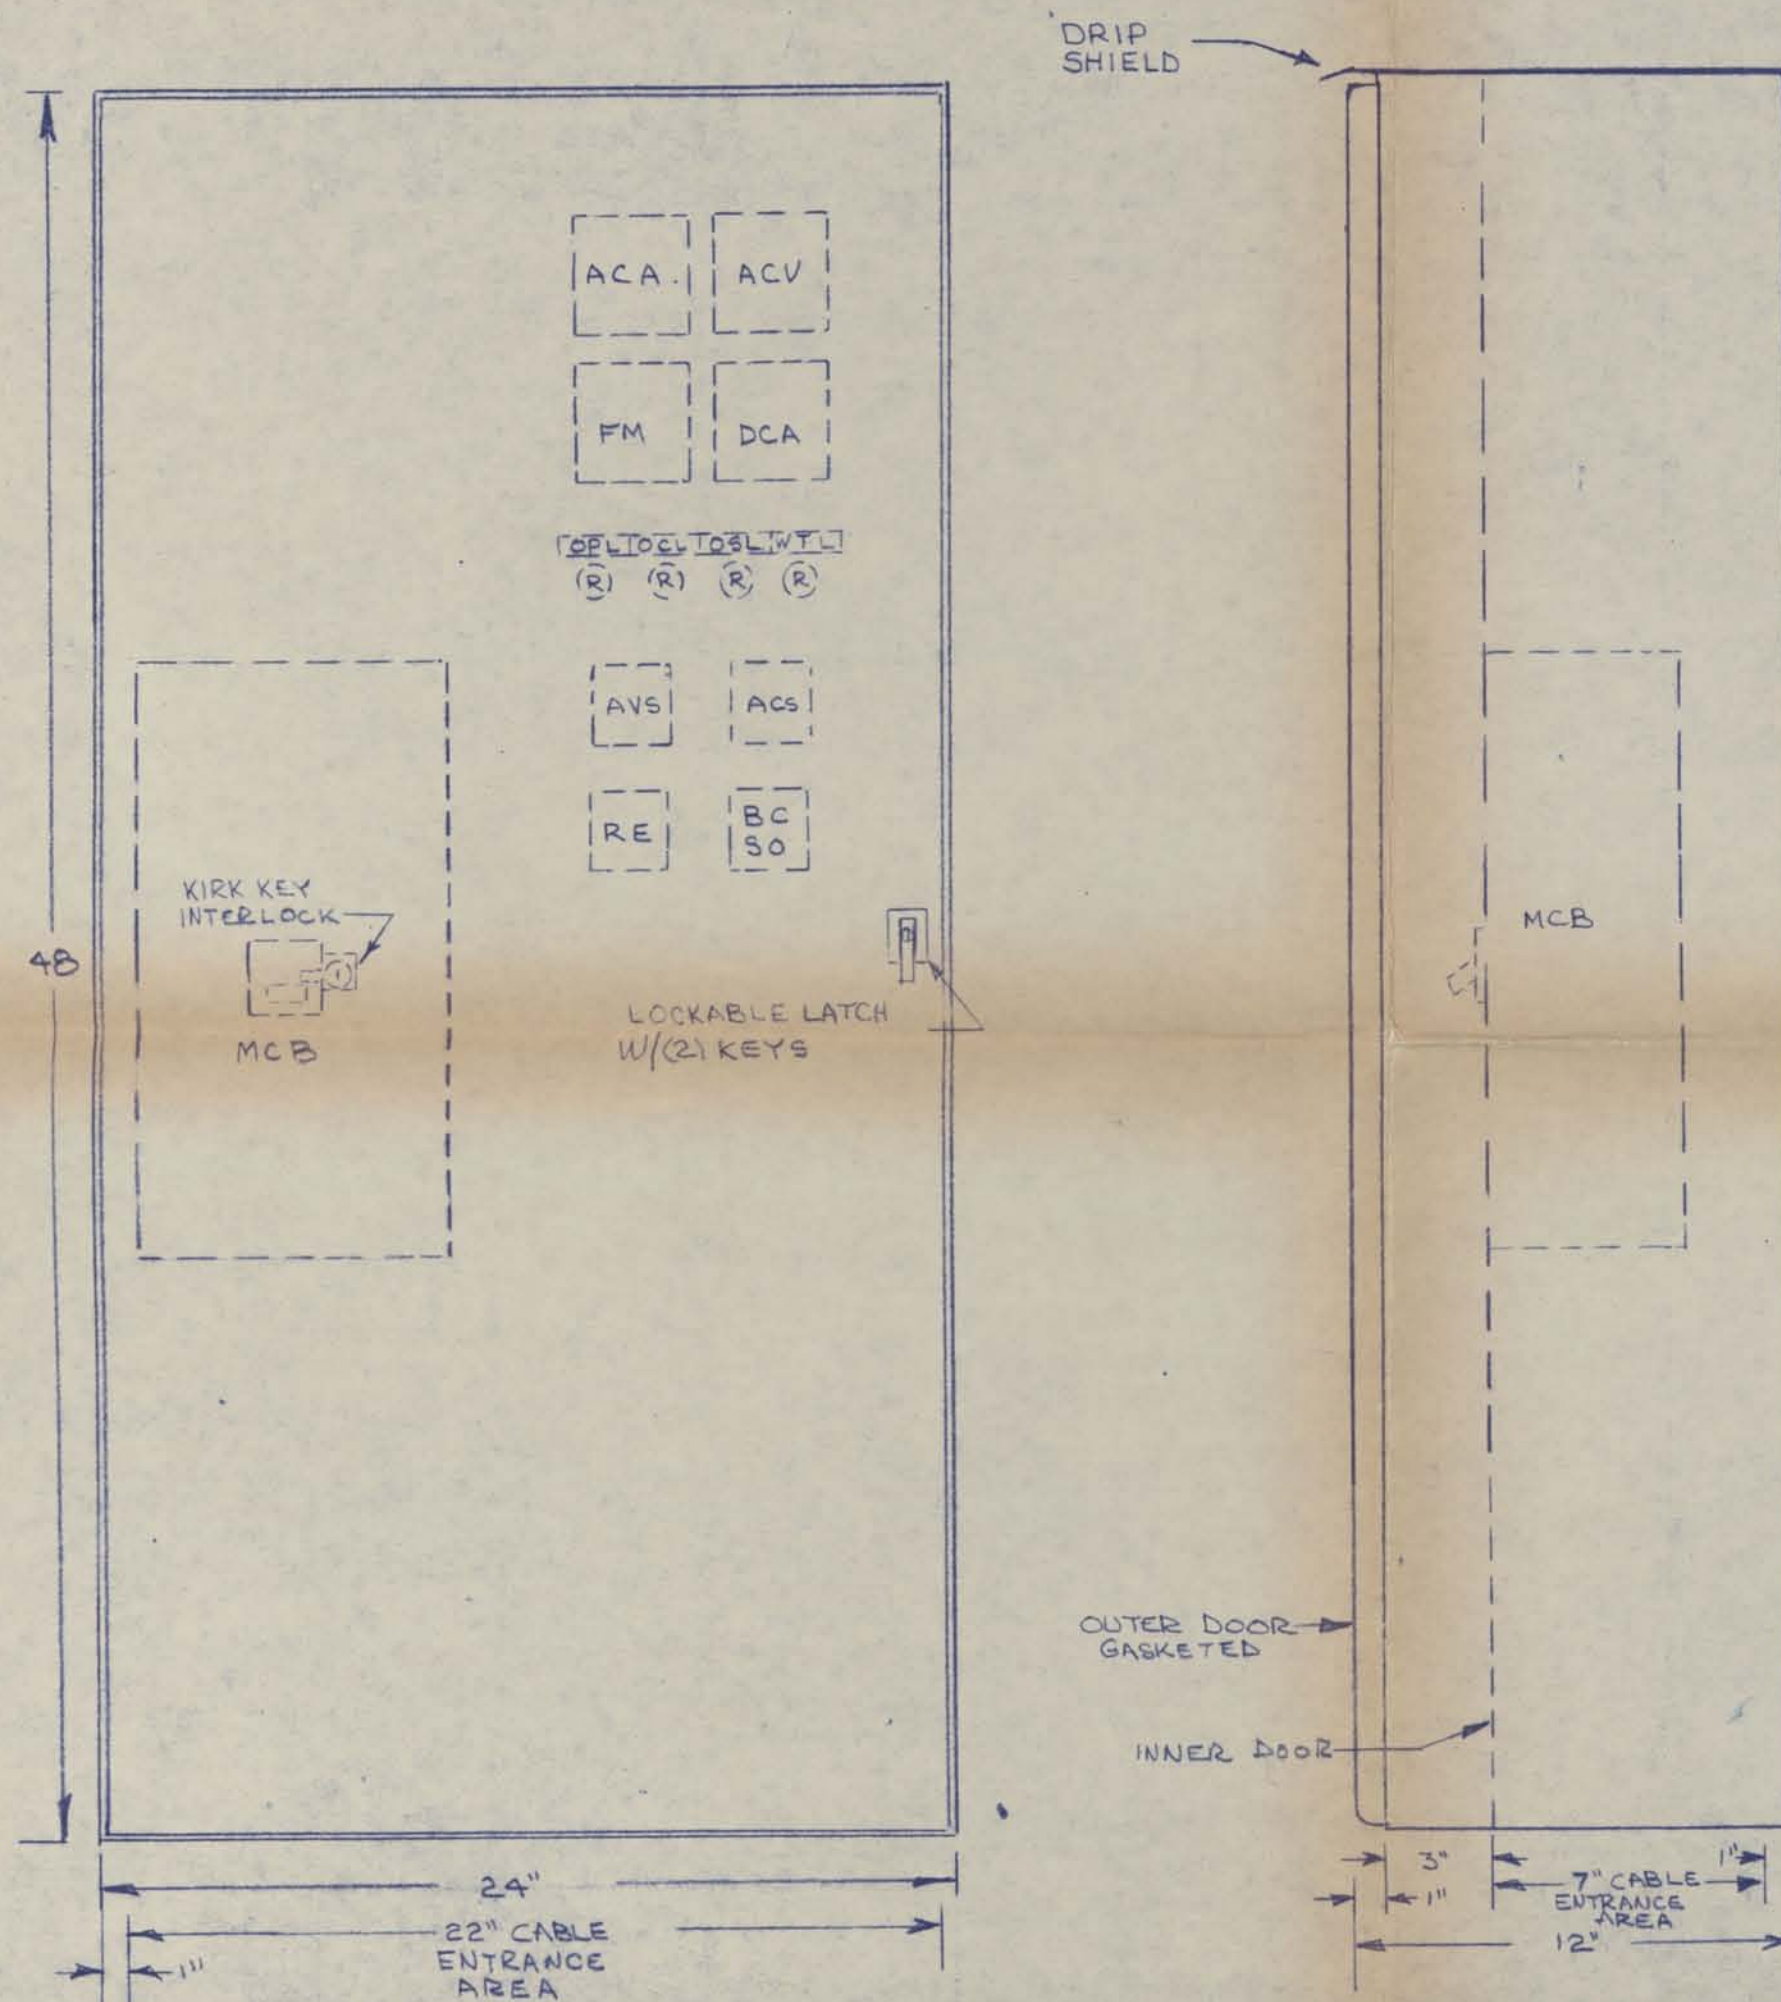 DRIP
SHIELD
ACA.
ACV
FM
DCA
OPL OCL OSL WTL
R R R R
AVS
ACS
RE
BC
SO
KIRK KEY
INTERLOCK
MCB
48
LOCKABLE LATCH
W/(2) KEYS
MCB
OUTER DOOR
GASKETED
INNER DOOR
24"
22" CABLE
ENTRANCE
AREA
1"
3"
1"
1"
7" CABLE
ENTRANCE
AREA
12"